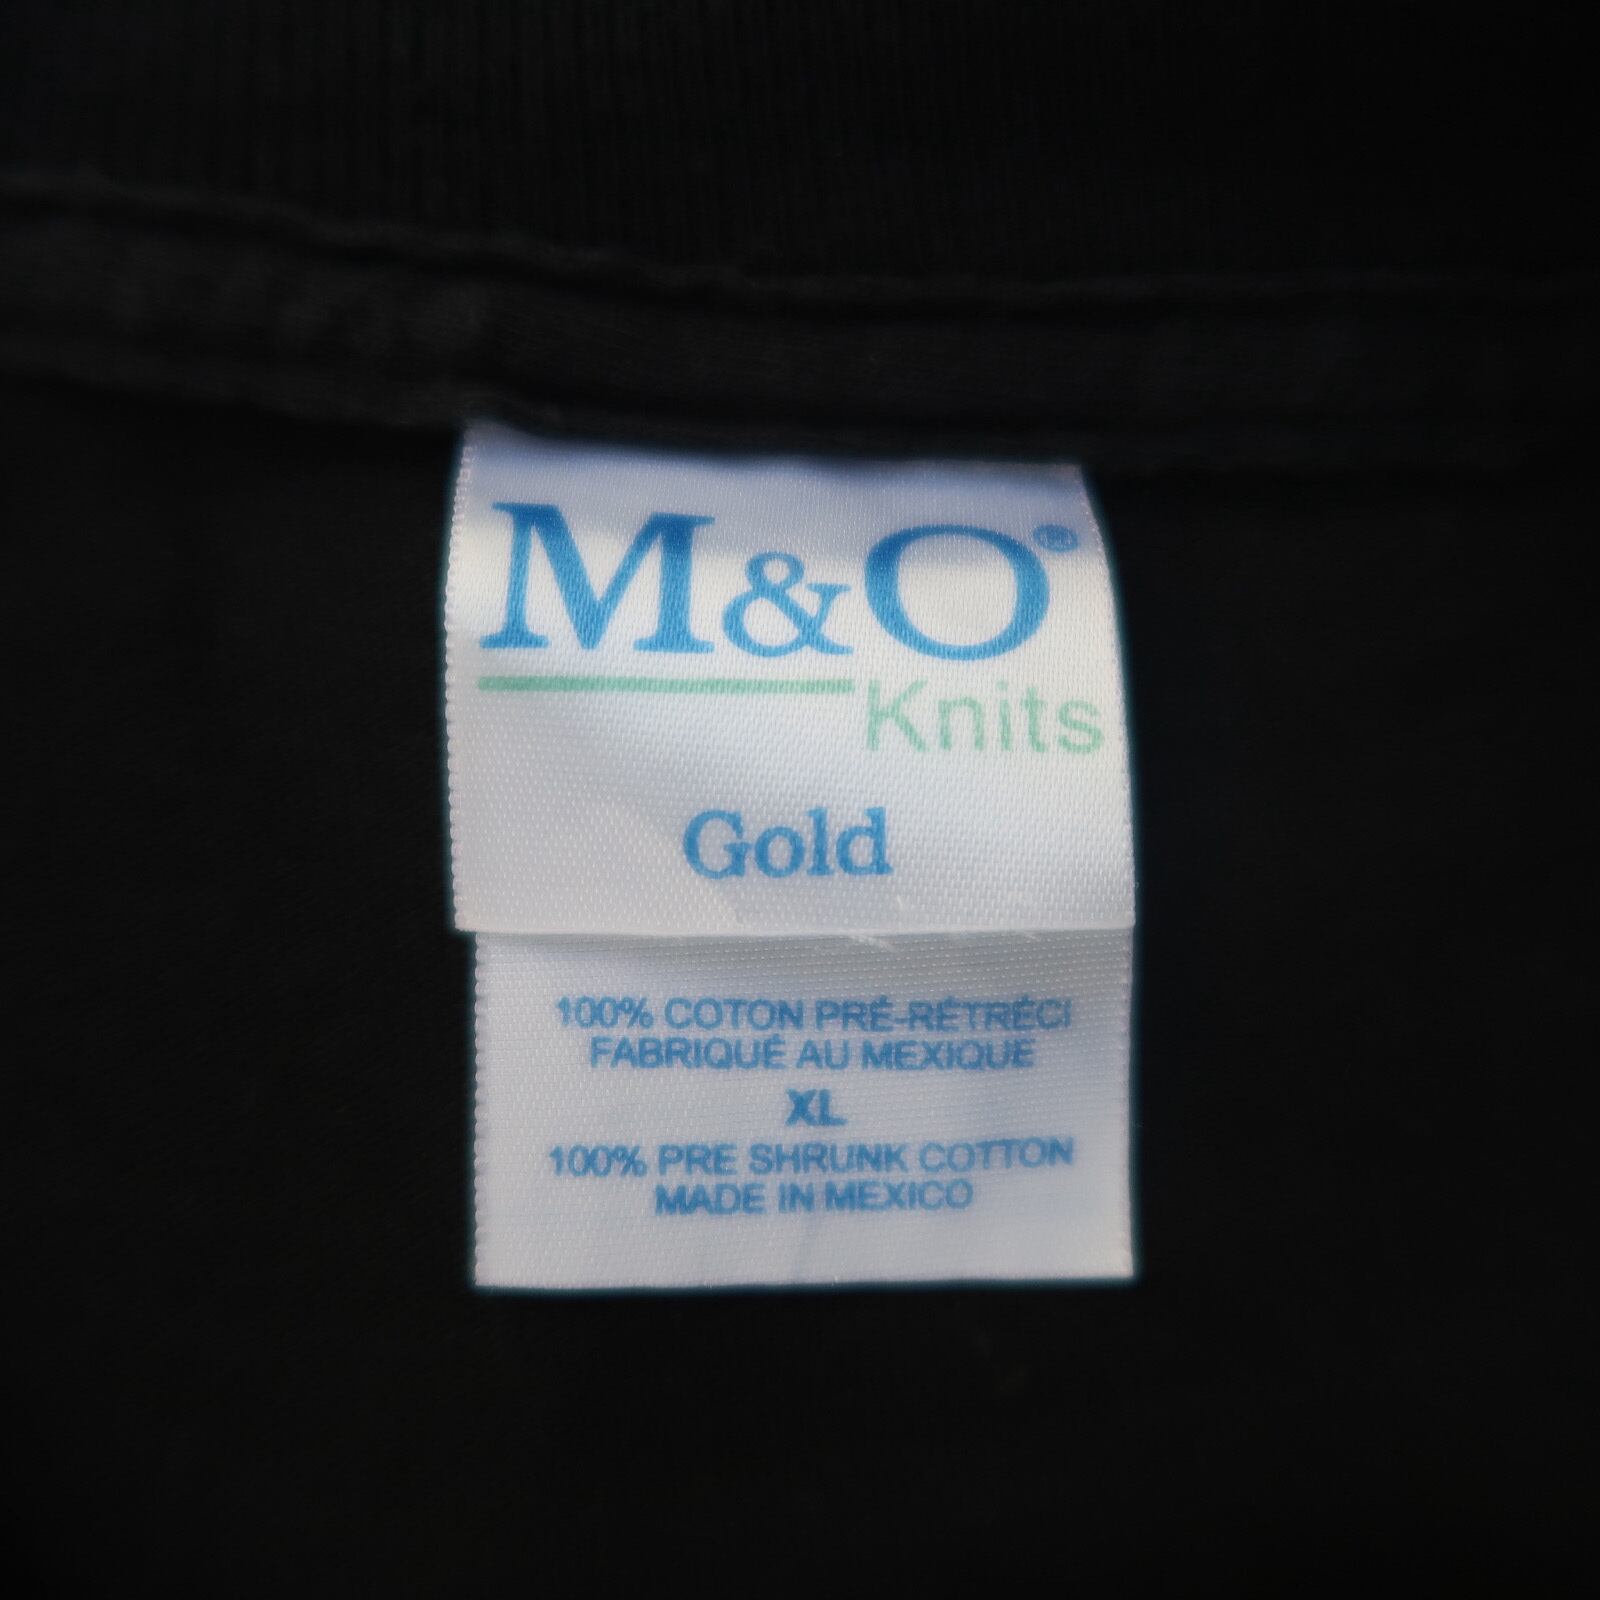 M&O®
Knits
Gold
100% COTON PRÉ-RÉTRÉCI
FABRIQUÉ AU MEXIQUE
XL
100% PRE SHRUNK COTTON
MADE IN MEXICO